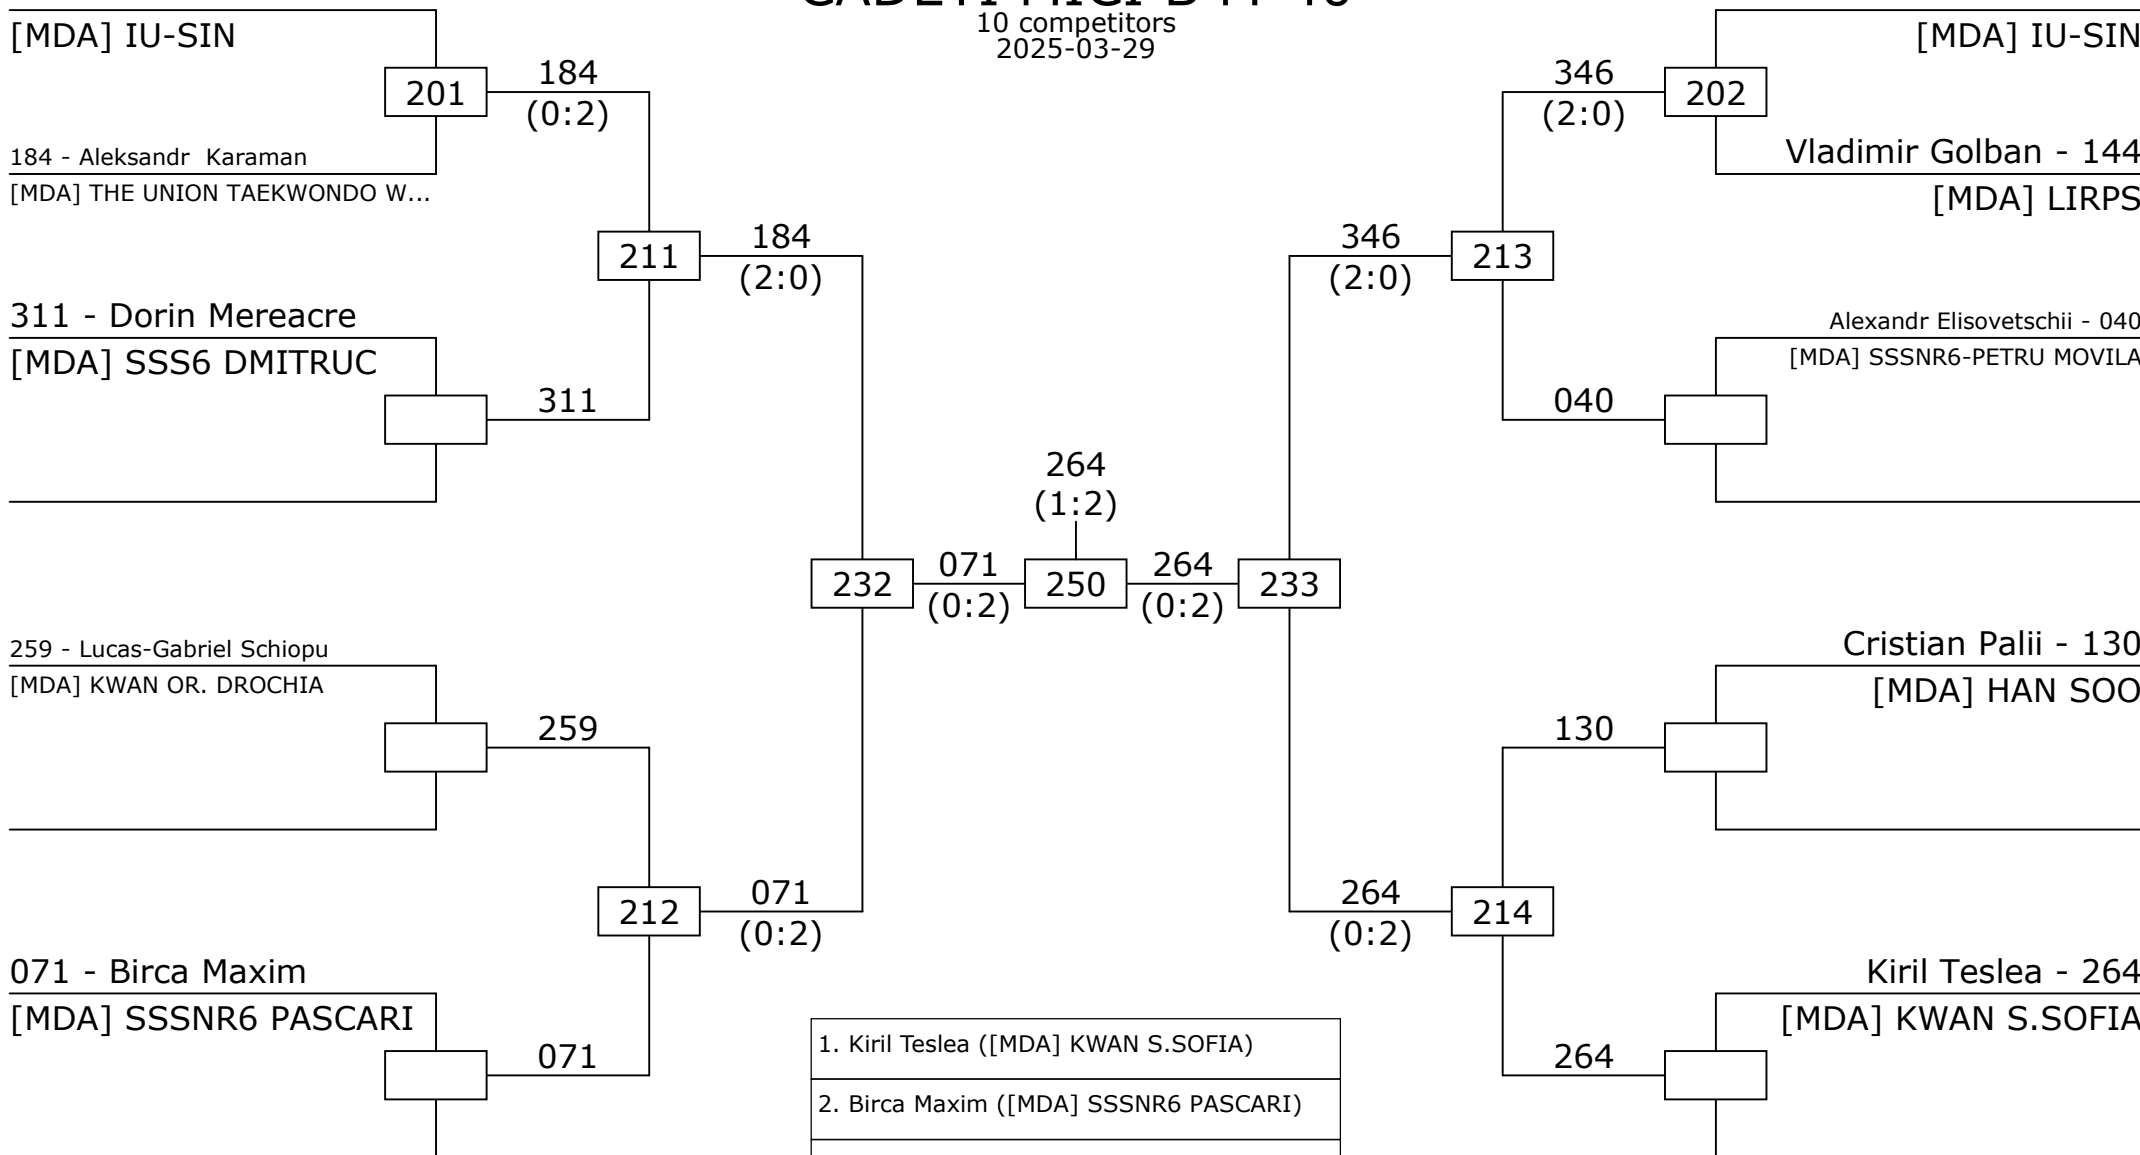 10 competitors
2025-03-29
[MDA] IU-SIN
201
184
(0:2)
184 - Aleksandr  Karaman
[MDA] THE UNION TAEKWONDO W...
211
184
(2:0)
311 - Dorin Mereacre
[MDA] SSS6 DMITRUC
311
259 - Lucas-Gabriel Schiopu
[MDA] KWAN OR. DROCHIA
259
212
071
(0:2)
071 - Birca Maxim
[MDA] SSSNR6 PASCARI
071
232
071
(0:2)
264
(1:2)
250
264
(0:2)
233
[MDA] IU-SIN
346
(2:0)
202
Vladimir Golban - 144
[MDA] LIRPS
346
(2:0)
213
Alexandr Elisovetschii - 040
[MDA] SSSNR6-PETRU MOVILA
040
Cristian Palii - 130
[MDA] HAN SOO
130
264
(0:2)
214
Kiril Teslea - 264
[MDA] KWAN S.SOFIA
264
1. Kiril Teslea ([MDA] KWAN S.SOFIA)
2. Birca Maxim ([MDA] SSSNR6 PASCARI)